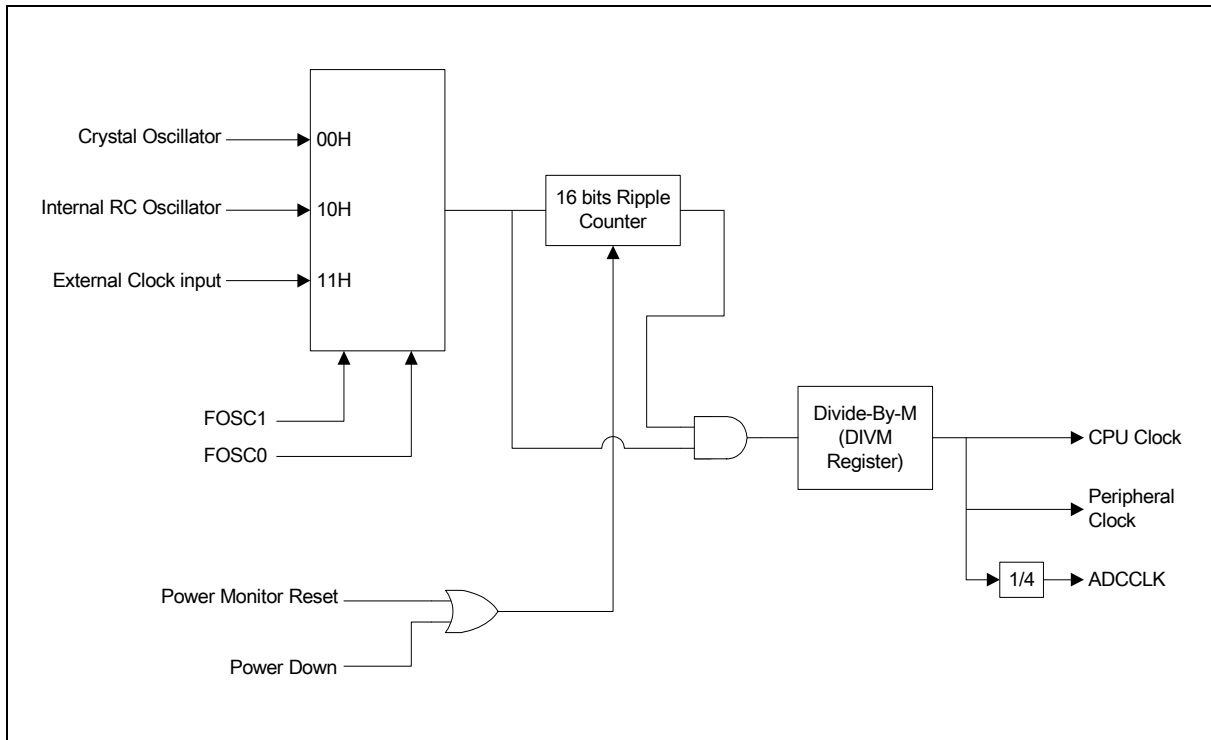 Crystal Oscillator
00H
Internal RC Oscillator
10H
External Clock input
11H
16 bits Ripple
Counter
FOSC1
FOSC0
Divide-By-M
(DIVM
Register)
CPU Clock
Peripheral
Clock
1/4
ADCCLK
Power Monitor Reset
Power Down